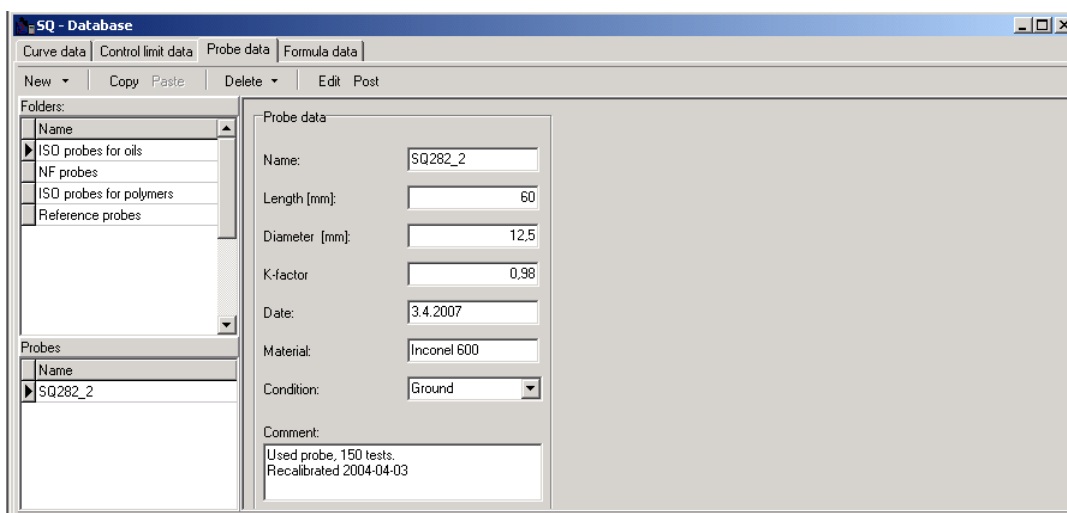 SQ - Database
Curve data Control limit data Probe data Formula data
New Copy Paste Delete Edit Post
Folders:
Name
ISO probes for oils
NF probes
ISO probes for polymers
Reference probes
Probes
Name
SQ282_2
Probe data
Name: SQ282_2
Length [mm]: 60
Diameter [mm]: 12,5
K-factor 0,98
Date: 3.4.2007
Material: Inconel 600
Condition: Ground
Comment:
Used probe, 150 tests.
Recalibrated 2004-04-03